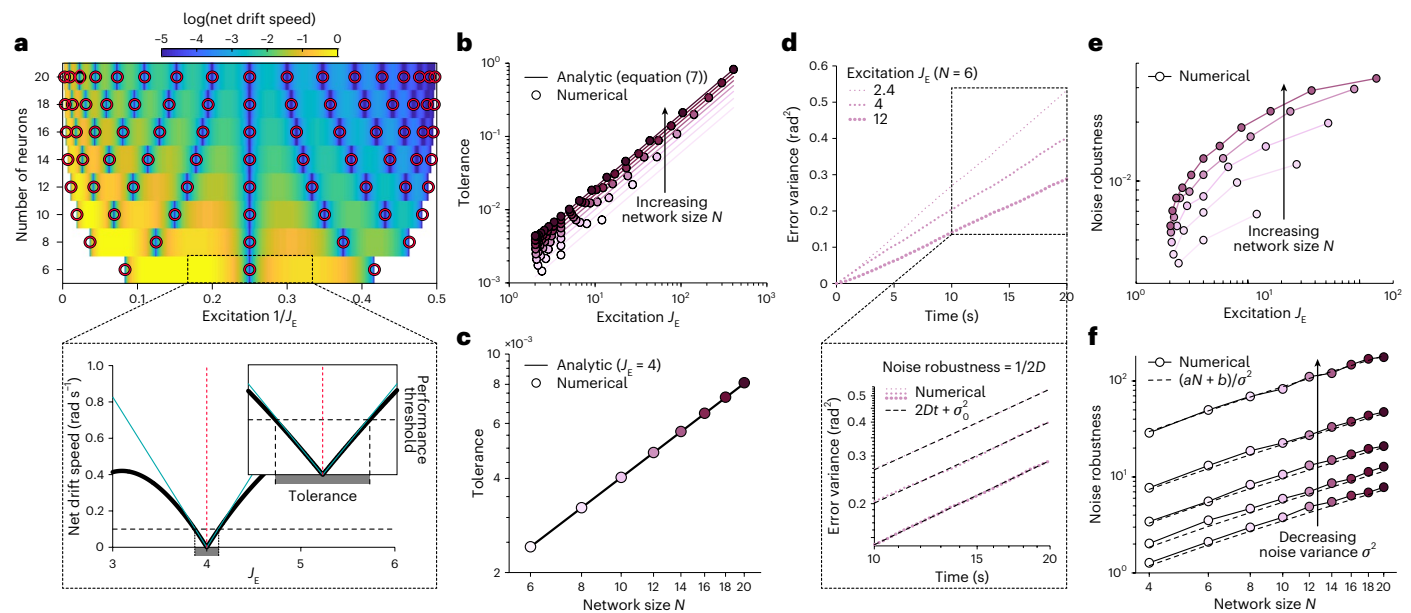 a
log(net drift speed)
−5 −4 −3 −2 −1 0
Number of neurons
20
18
16
14
12
10
8
6
0 0.1 0.2 0.3 0.4 0.5
Excitation 1/J_E
Net drift speed (rad s⁻¹)
1.0
0.8
0.6
0.4
0.2
0
3 4 5 6
J_E
Performance
threshold
Tolerance
b
Tolerance
10⁰
10⁻¹
10⁻²
10⁻³
Analytic (equation (7))
Numerical
Increasing
network size N
10⁰ 10¹ 10² 10³
Excitation J_E
c
×10⁻³
Tolerance
10
8
6
4
2
Analytic (J_E = 4)
Numerical
6 8 10 12 14 16 18 20
Network size N
d
Error variance (rad²)
0.6
0.5
0.4
0.3
0.2
0.1
0
Excitation J_E (N = 6)
2.4
4
12
0 5 10 15 20
Time (s)
Noise robustness = 1/2D
Error variance (rad²)
0.5
0.4
0.3
0.2
Numerical
2Dt + σ₀²
10 15 20
Time (s)
e
Noise robustness
10⁻²
Numerical
Increasing
network size N
10⁰ 10¹ 10²
Excitation J_E
f
Noise robustness
10²
10¹
10⁰
Numerical
(aN + b)/σ²
Decreasing
noise variance σ²
4 6 8 10 12 14 16 18 20
Network size N